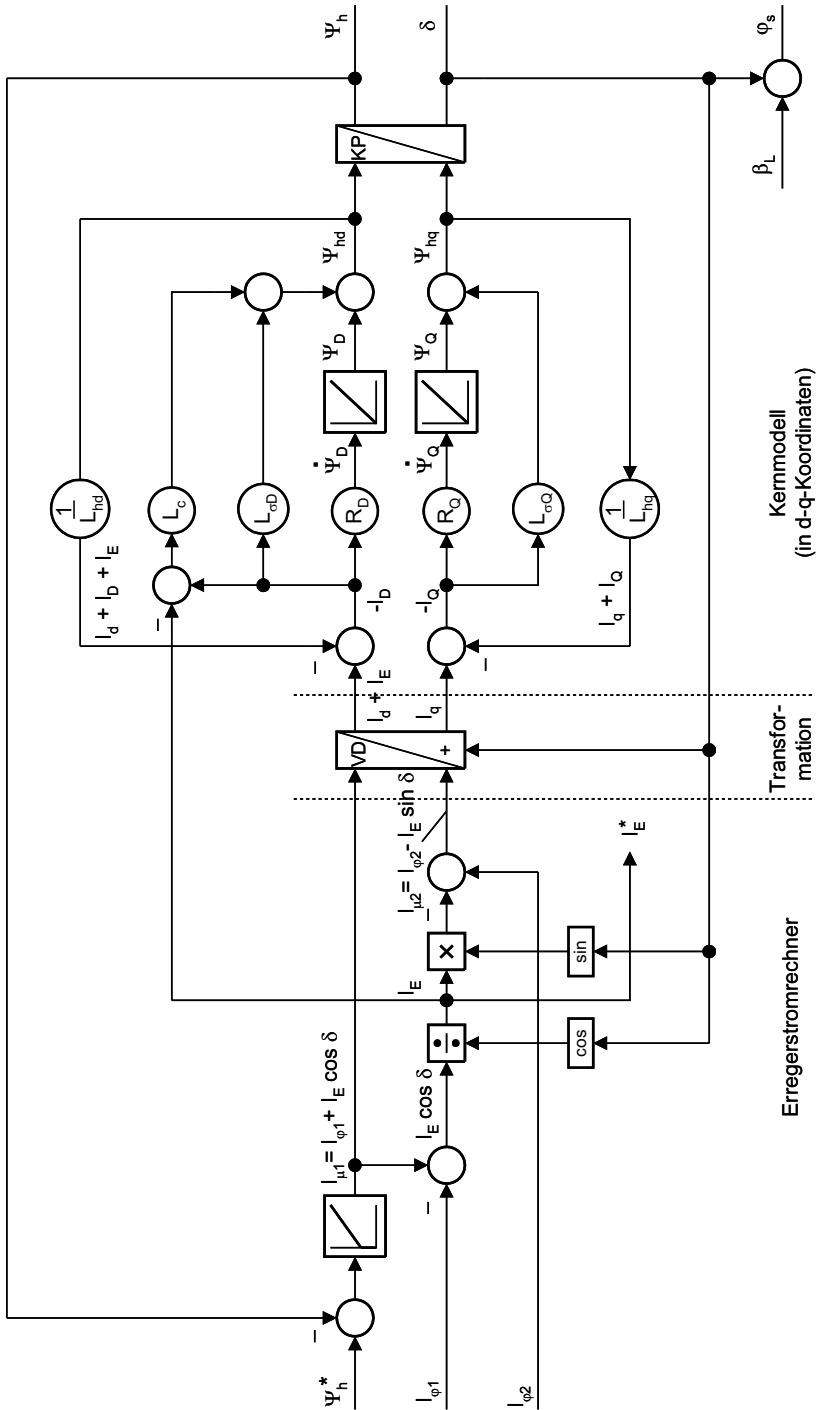 Ψh
δ
φs
βL
KP
Ψhd
Ψhq
ΨD
ΨQ
Ψ̇D
Ψ̇Q
1
Lhd
Lc
LσD
RD
RQ
LσQ
1
Lhq
Id + ID + IE
–
–
-ID
-IQ
–
Iq + IQ
Id + IE
Iq
VD
+
Iμ2 = Iφ2 - IE sin δ
–
×
sin
IE*
IE
÷
cos
IE cos δ
Iμ1 = Iφ1 + IE cos δ
–
–
Ψh*
Iφ1
Iφ2
Erregerstromrechner
Transfor-
mation
Kernmodell
(in d-q-Koordinaten)